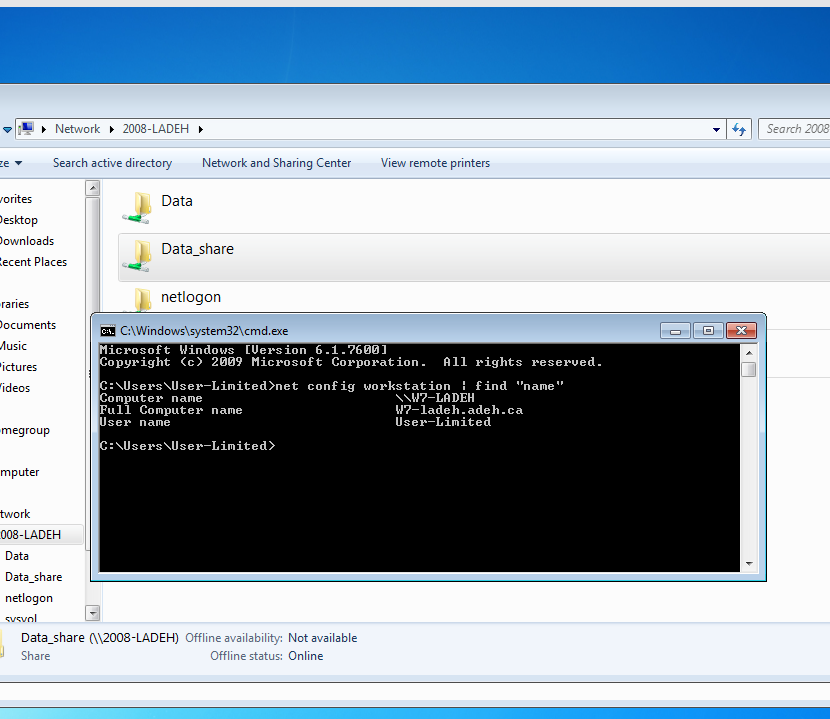 Network 2008-LADEH Search 2008
ze Search active directory Network and Sharing Center View remote printers
vorites
Desktop
Downloads
Recent Places
raries
Documents
Music
Pictures
Videos
megroup
mputer
twork
2008-LADEH
Data
Data_share
netlogon
sysvol
Data
Data_share
netlogon
C:\Windows\system32\cmd.exe
Microsoft Windows [Version 6.1.7600]
Copyright (c) 2009 Microsoft Corporation. All rights reserved.
C:\Users\User-Limited>net config workstation | find "name"
Computer name \\W7-LADEH
Full Computer name W7-ladeh.adeh.ca
User name User-Limited
C:\Users\User-Limited>
Data_share (\\2008-LADEH) Offline availability: Not available
Share Offline status: Online